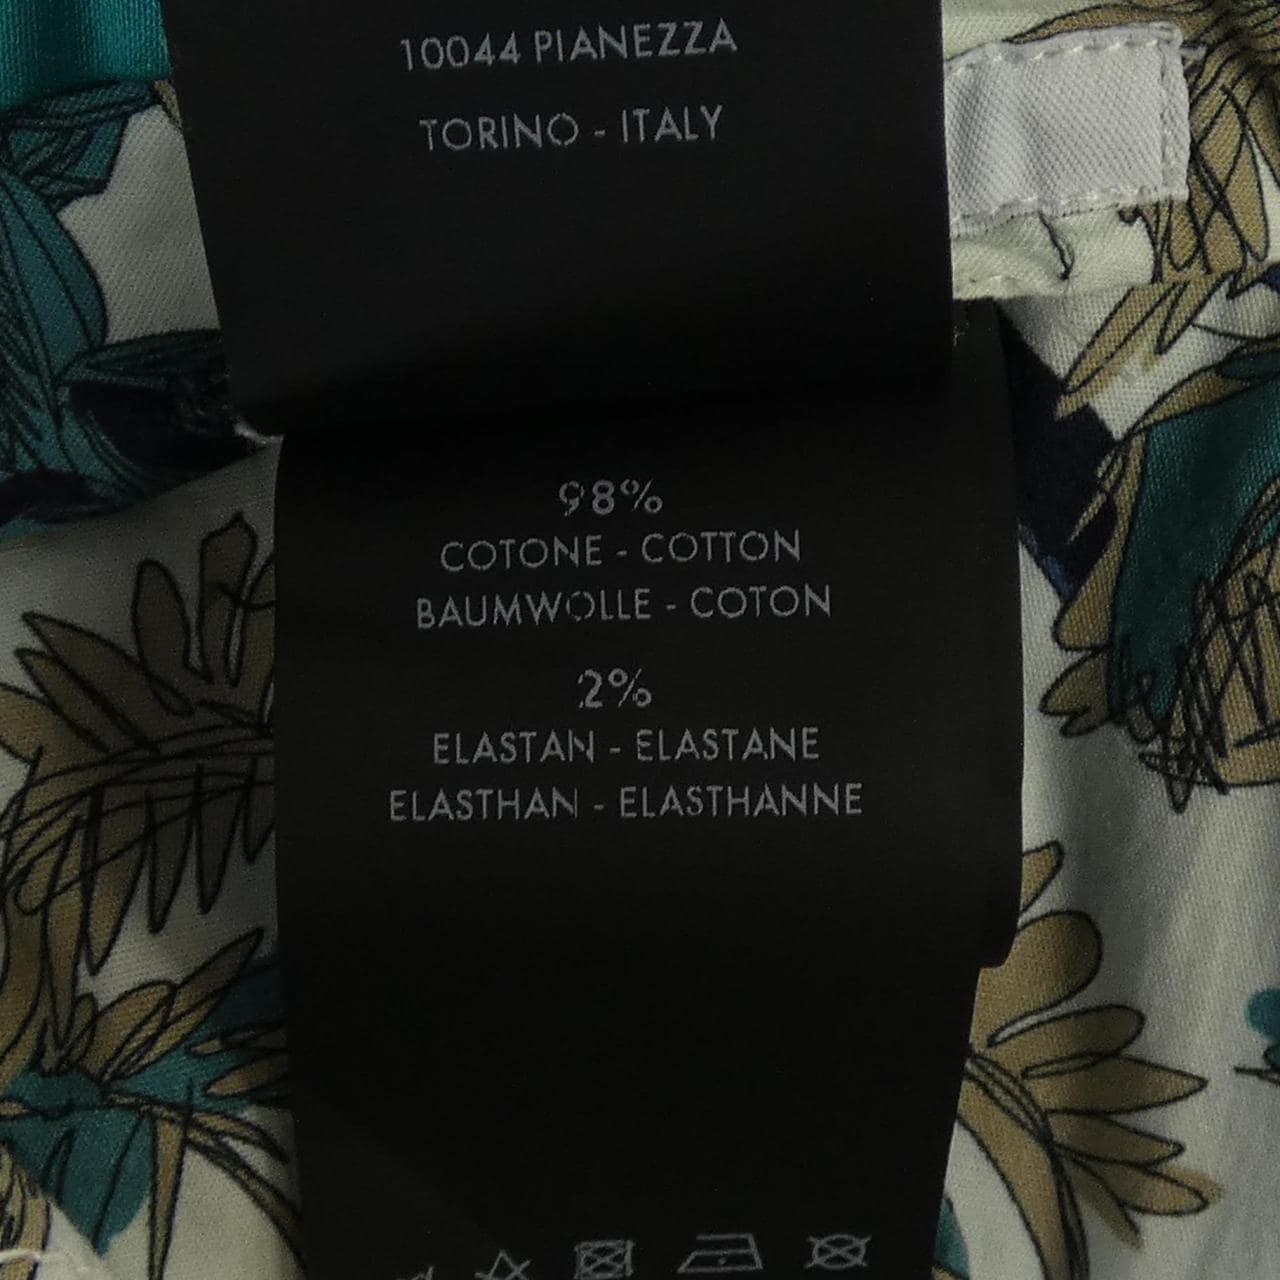 10044 PIANEZZA
TORINO - ITALY
98%
COTONE - COTTON
BAUMWOLLE - COTON
2%
ELASTAN - ELASTANE
ELASTHAN - ELASTHANNE